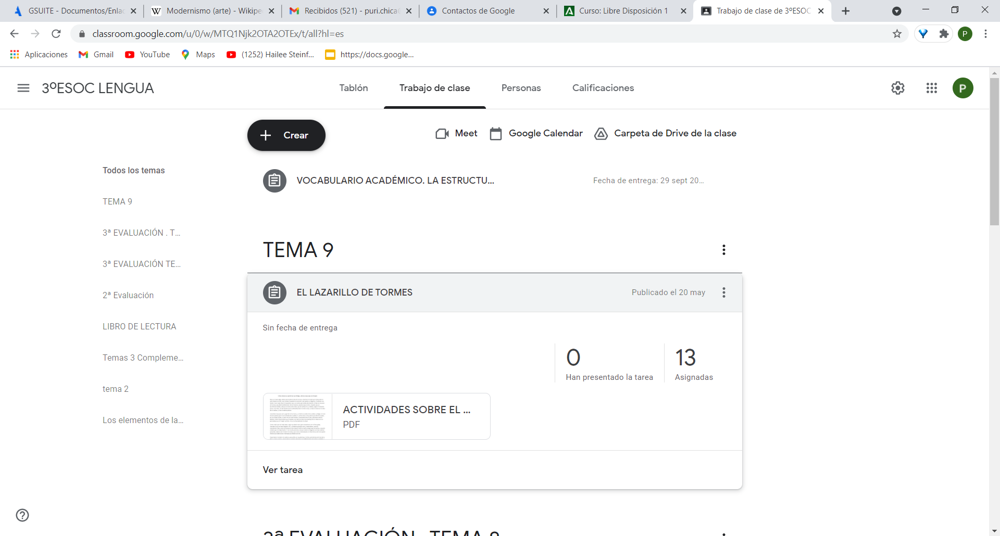 GSUITE - Documentos/Enlac
Modernismo (arte) - Wikipe
Recibidos (521) - puri.chica
Contactos de Google
Curso: Libre Disposición 1
Trabajo de clase de 3ºESOC
classroom.google.com/u/0/w/MTQ1Njk2OTA2OTEx/t/all?hl=es
P
Aplicaciones
Gmail
YouTube
Maps
(1252) Hailee Steinf...
https://docs.google...
3ºESOC LENGUA
Tablón
Trabajo de clase
Personas
Calificaciones
P
Crear
Meet
Google Calendar
Carpeta de Drive de la clase
Todos los temas
TEMA 9
3ª EVALUACIÓN . T...
3ª EVALUACIÓN TE...
2ª Evaluación
LIBRO DE LECTURA
Temas 3 Compleme...
tema 2
Los elementos de la...
VOCABULARIO ACADÉMICO. LA ESTRUCTU...
Fecha de entrega: 29 sept 20...
TEMA 9
EL LAZARILLO DE TORMES
Publicado el 20 may
Sin fecha de entrega
0
Han presentado la tarea
13
Asignadas
ACTIVIDADES SOBRE EL ...
PDF
Ver tarea
3ª EVALUACIÓN . TEMA 8